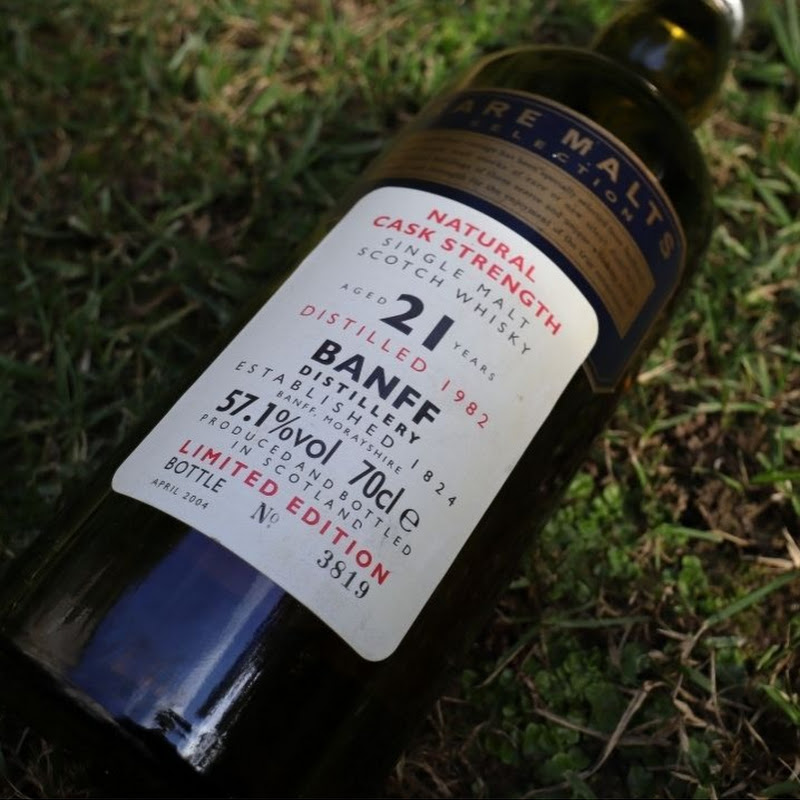 RARE MALTS
SELECTION
NATURAL
CASK STRENGTH
SINGLE MALT
SCOTCH WHISKY
AGED 21 YEARS
DISTILLED 1982
BANFF
DISTILLERY
ESTABLISHED 1824
BANFF, MORAYSHIRE
57.1%vol 70cl e
PRODUCED AND BOTTLED
IN SCOTLAND
LIMITED EDITION
BOTTLE Nº 3819
APRIL 2004